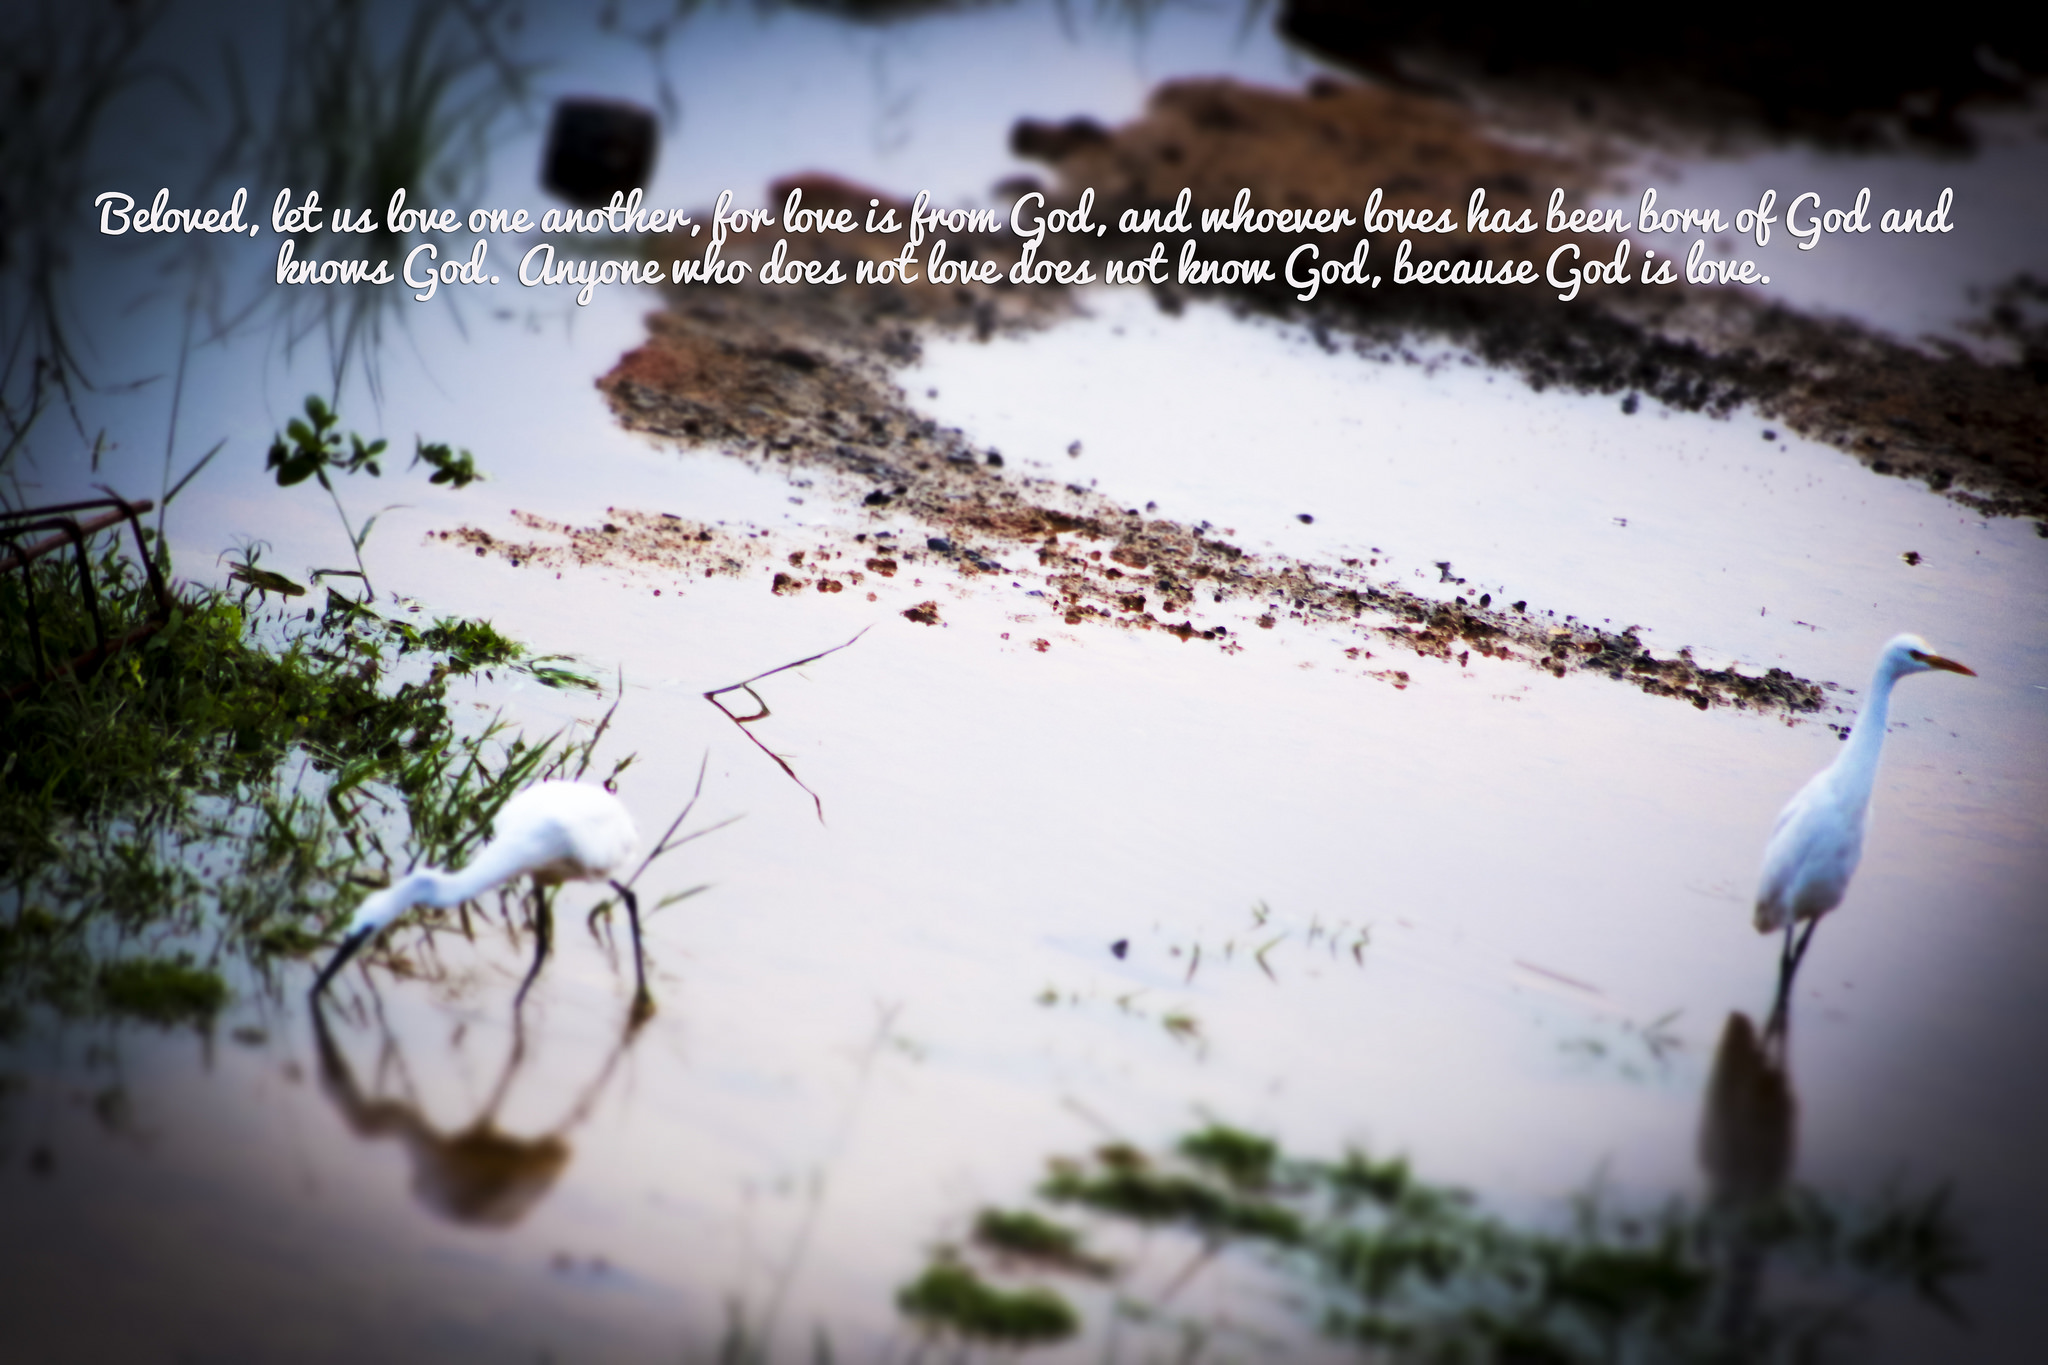 Beloved, let us love one another, for love is from God, and whoever loves has been born of God and
knows God. Anyone who does not love does not know God, because God is love.